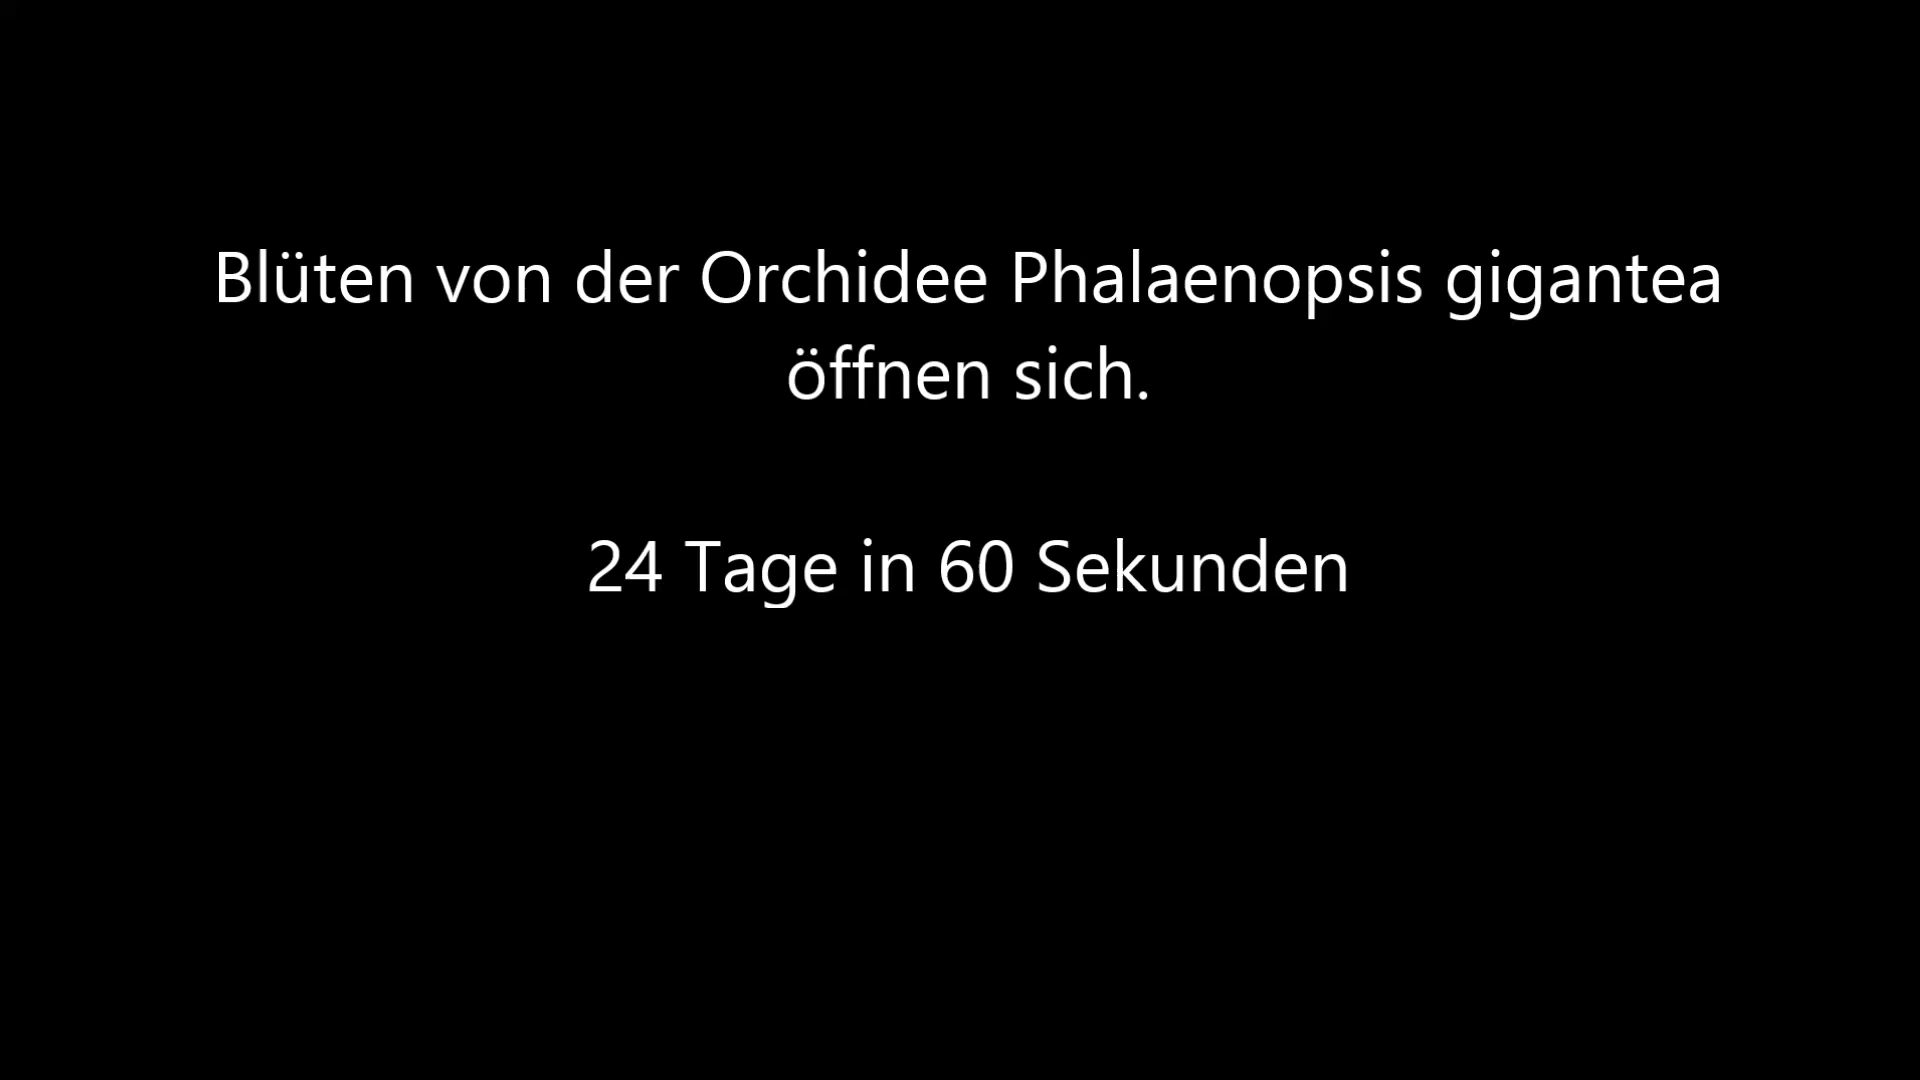 Blüten von der Orchidee Phalaenopsis gigantea
öffnen sich.
24 Tage in 60 Sekunden